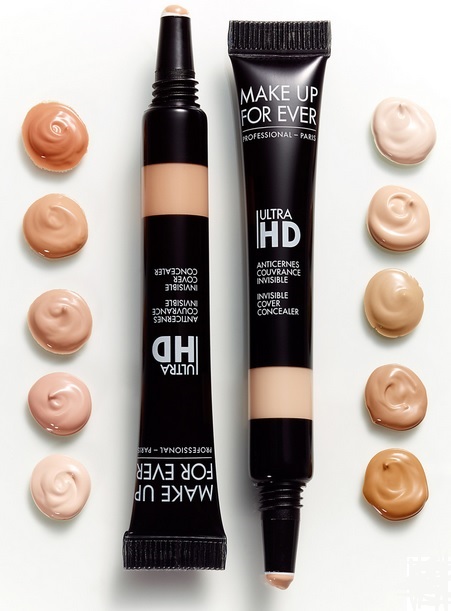 MAKE UP
FOR EVER
PROFESSIONAL – PARIS
ULTRA
HD
ANTICERNES
COUVRANCE
INVISIBLE
INVISIBLE
COVER
CONCEALER
MAKE UP
FOR EVER
PROFESSIONAL – PARIS
ULTRA
HD
ANTICERNES
COUVRANCE
INVISIBLE
INVISIBLE
COVER
CONCEALER